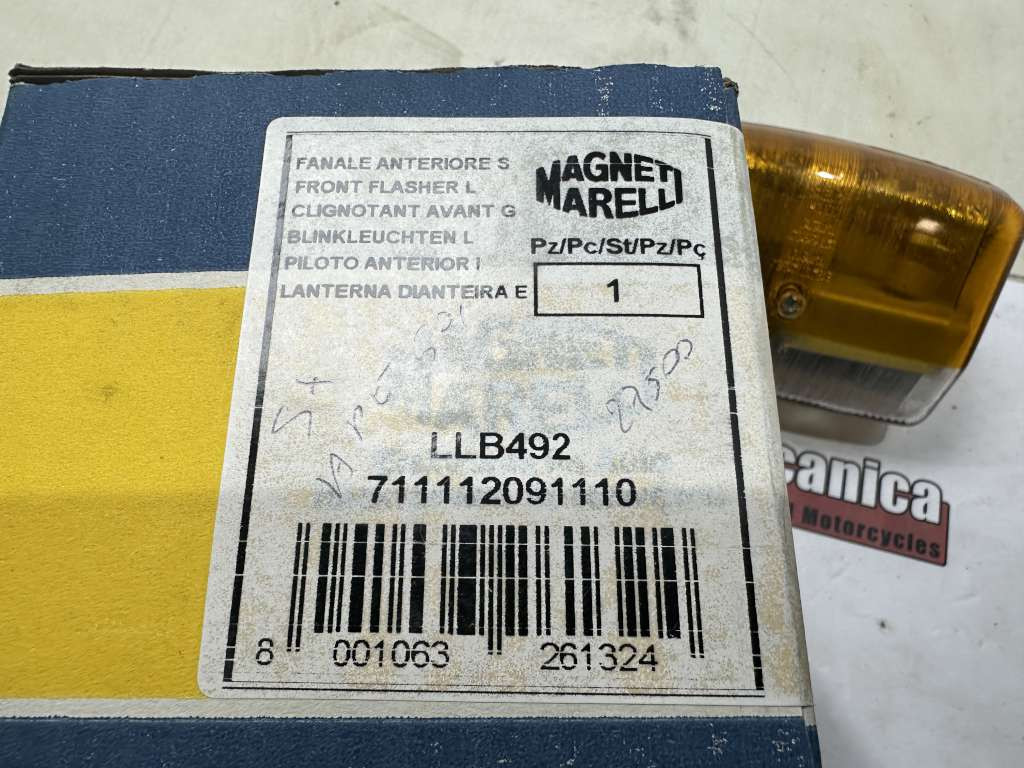 FANALE ANTERIORE S
FRONT FLASHER L
CLIGNOTANT AVANT G
BLINKLEUCHTEN L
PILOTO ANTERIOR I
LANTERNA DIANTEIRA E
MAGNETI
MARELLI
Pz/Pc/St/Pz/Pç
1
22500
LLB492
711112091110
8 001063 261324
canica
Motorcycles